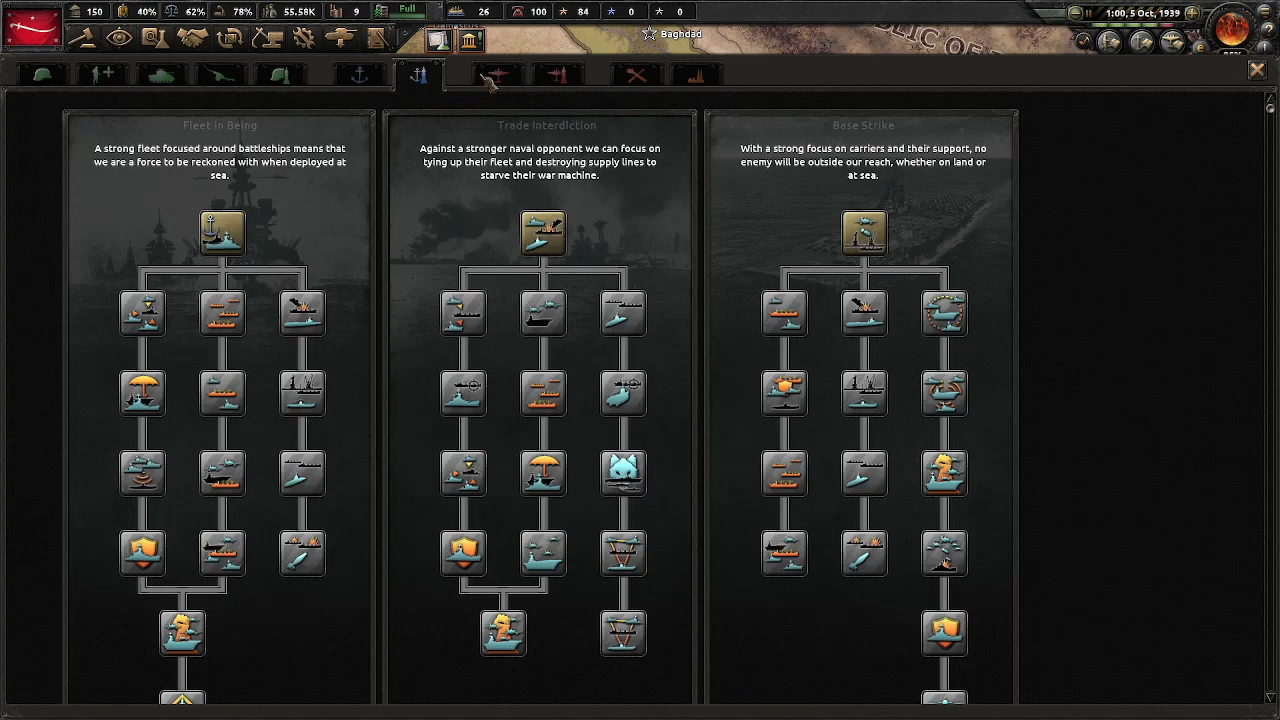 150 40% 62% 78% 55.58K 9 Full 26 100 84 0 0 1:00, 5 Oct, 1939
Baghdad
Fleet in Being
A strong fleet focused around battleships means that
we are a force to be reckoned with when deployed at
sea.
Trade Interdiction
Against a stronger naval opponent we can focus on
tying up their fleet and destroying supply lines to
starve their war machine.
Base Strike
With a strong focus on carriers and their support, no
enemy will be outside our reach, whether on land or
at sea.